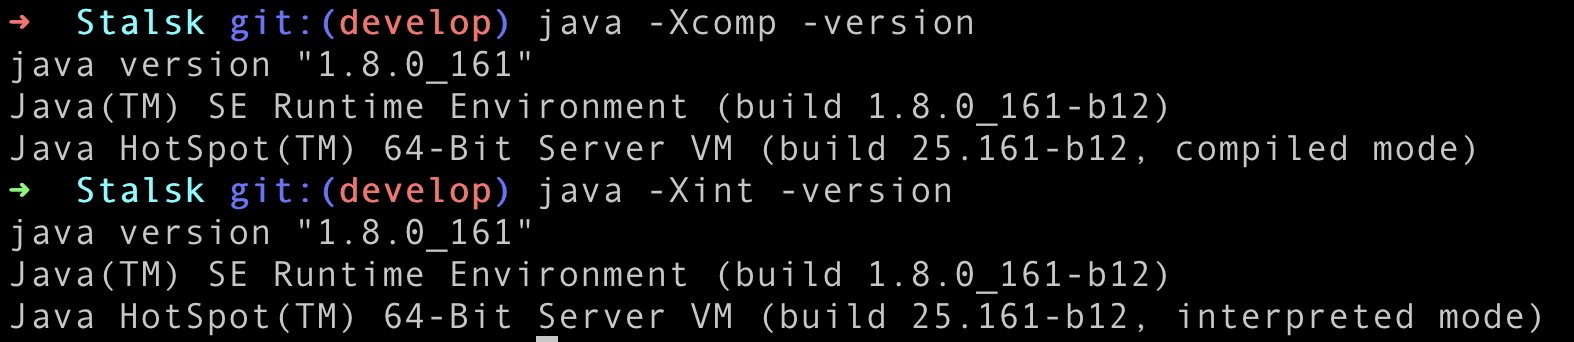 ➜ Stalsk git:(develop) java -Xcomp -version
java version "1.8.0_161"
Java(TM) SE Runtime Environment (build 1.8.0_161-b12)
Java HotSpot(TM) 64-Bit Server VM (build 25.161-b12, compiled mode)
➜ Stalsk git:(develop) java -Xint -version
java version "1.8.0_161"
Java(TM) SE Runtime Environment (build 1.8.0_161-b12)
Java HotSpot(TM) 64-Bit Server VM (build 25.161-b12, interpreted mode)